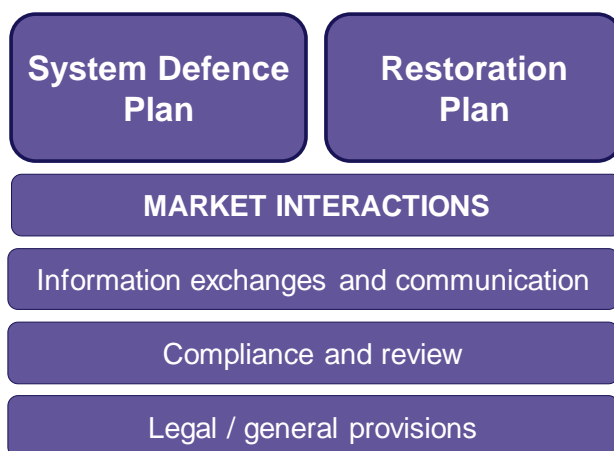 System Defence
Plan
Restoration
Plan
MARKET INTERACTIONS
Information exchanges and communication
Compliance and review
Legal / general provisions